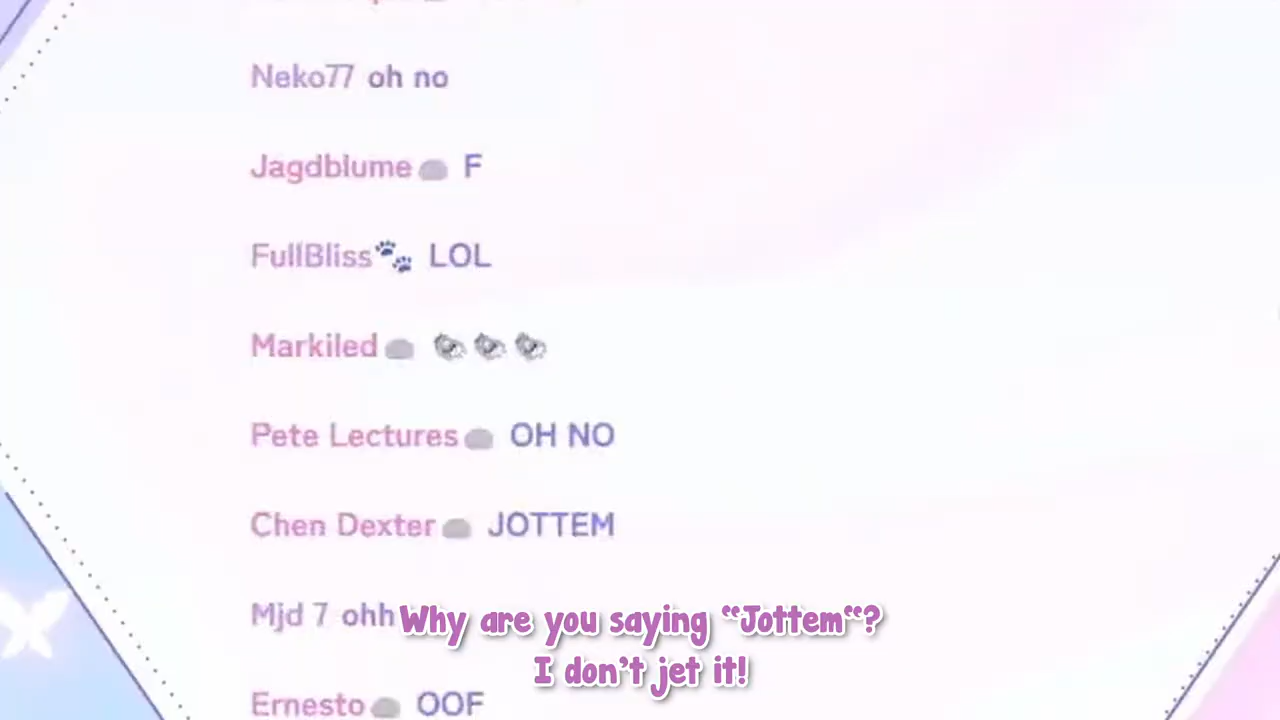 Neko77 oh no
Jagdblume F
FullBliss LOL
Markiled
Pete Lectures OH NO
Chen Dexter JOTTEM
Mjd 7 ohh
Why are you saying “Jottem“?
I don't jet it!
Ernesto OOF